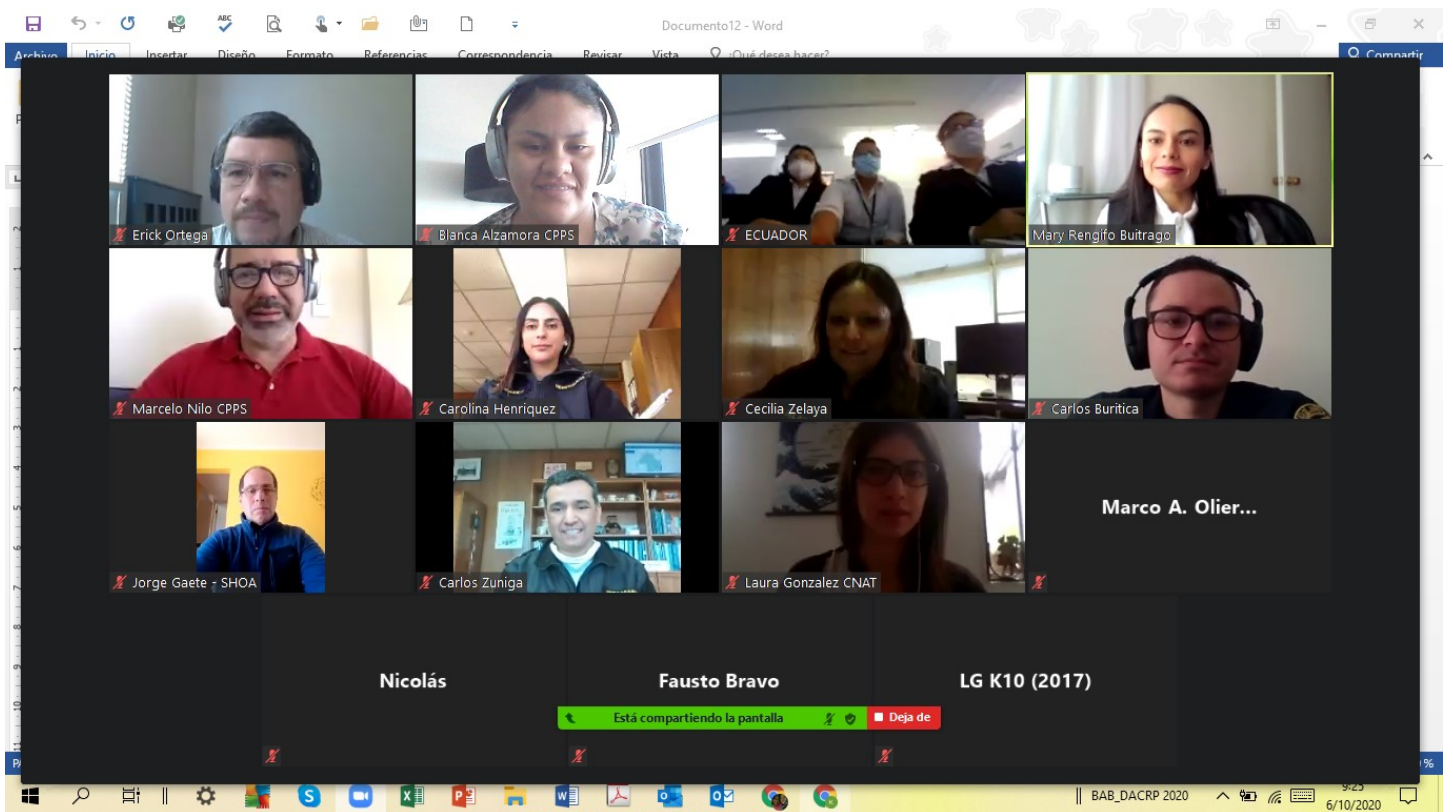 ABC
Documento12 - Word
Archivo Inicio Insertar Diseño Formato Referencias Correspondencia Revisar Vista ¿Qué desea hacer? Compartir
Erick Ortega
Blanca Alzamora CPPS
ECUADOR
Mary Rengifo Buitrago
Marcelo Nilo CPPS
Carolina Henriquez
Cecilia Zelaya
Carlos Buritica
Jorge Gaete - SHOA
Carlos Zuniga
Laura Gonzalez CNAT
Marco A. Olier...
Nicolás
Fausto Bravo
LG K10 (2017)
Está compartiendo la pantalla
Deja de
BAB_DACRP 2020
9:25
6/10/2020